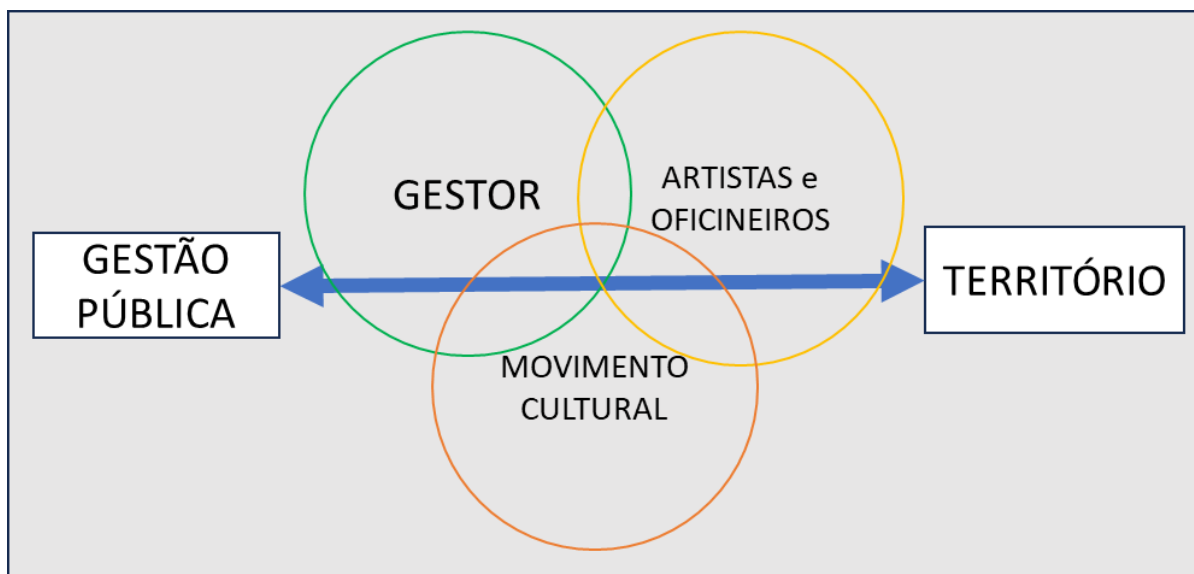 GESTOR
ARTISTAS e
OFICINEIROS
GESTÃO
PÚBLICA
TERRITÓRIO
MOVIMENTO
CULTURAL